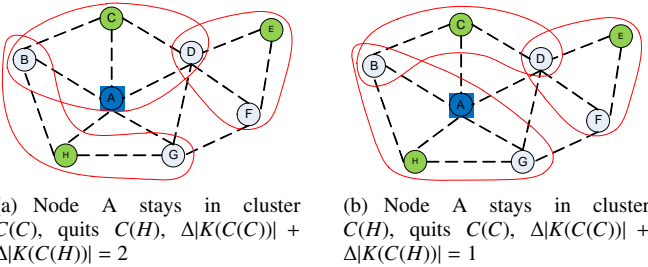 C
E
B
D
A
F
H
G
C
E
B
D
A
F
H
G
(a) Node A stays in cluster
C(C), quits C(H), Δ|K(C(C))| +
Δ|K(C(H))| = 2
(b) Node A stays in cluster
C(H), quits C(C), Δ|K(C(C))| +
Δ|K(C(H))| = 1